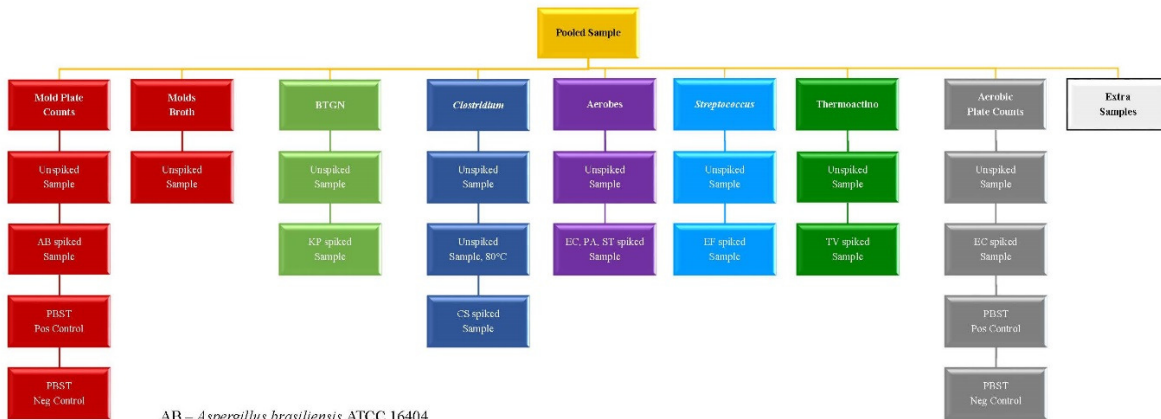 Pooled Sample
Mold Plate
Counts
Molds
Broth
BTGN
Clostridium
Aerobes
Streptococcus
Thermoactino
Aerobic
Plate Counts
Extra
Samples
Unspiked
Sample
Unspiked
Sample
Unspiked
Sample
Unspiked
Sample
Unspiked
Sample
Unspiked
Sample
Unspiked
Sample
Unspiked
Sample
AB spiked
Sample
KP spiked
Sample
Unspiked
Sample, 80°C
EC, PA, ST spiked
Sample
EF spiked
Sample
TV spiked
Sample
EC spiked
Sample
PBST
Pos Control
CS spiked
Sample
PBST
Pos Control
PBST
Neg Control
PBST
Neg Control
AB – Aspergillus brasiliensis ATCC 16404